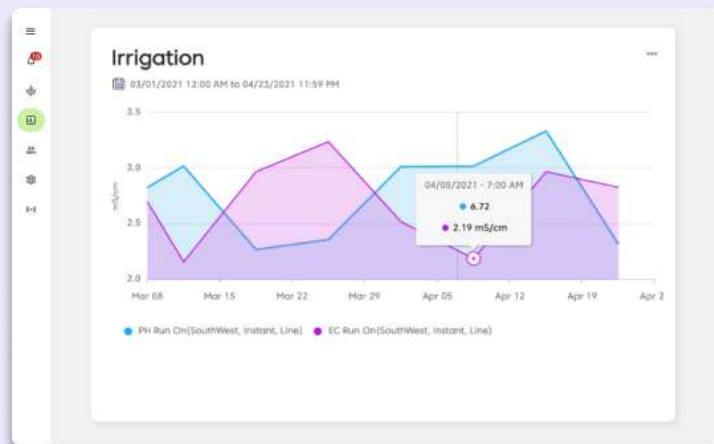 10
Irrigation
03/01/2021 12:00 AM to 04/23/2021 11:59 PM
3.5
3.0
2.5
2.0
mS/cm
04/08/2021 - 7:00 AM
6.72
2.19 mS/cm
Mar 08 Mar 15 Mar 22 Mar 29 Apr 05 Apr 12 Apr 19 Apr 2
PH Run On(SouthWest, Instant, Line) EC Run On(SouthWest, Instant, Line)